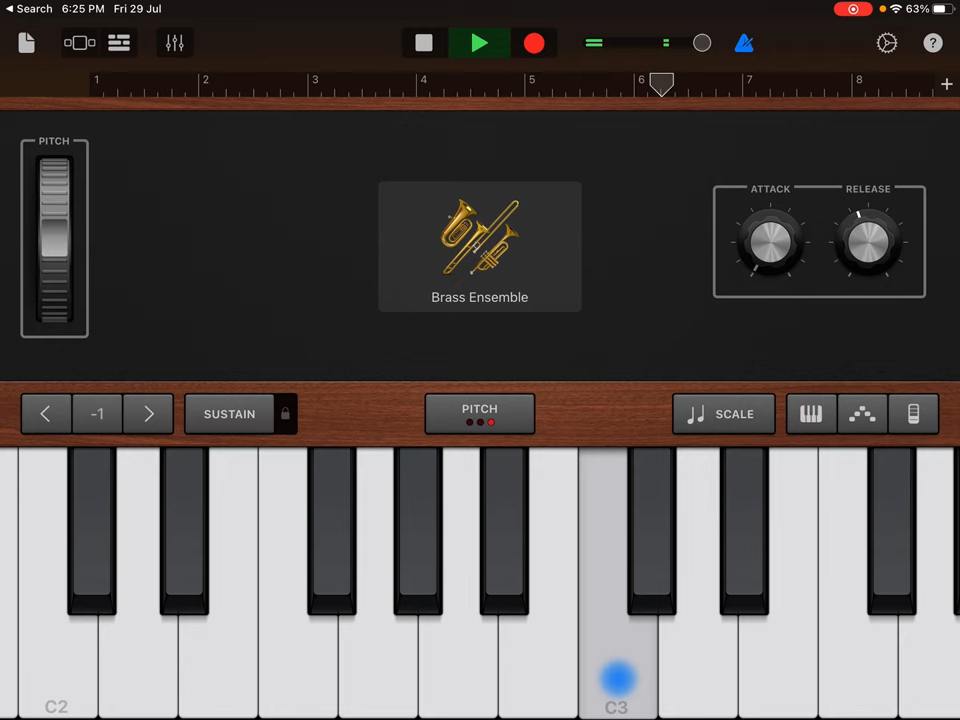 Search 6:25 PM Fri 29 Jul 63%
1 2 3 4 5 6 7 8
PITCH
ATTACK RELEASE
Brass Ensemble
-1 SUSTAIN PITCH SCALE
C2 C3